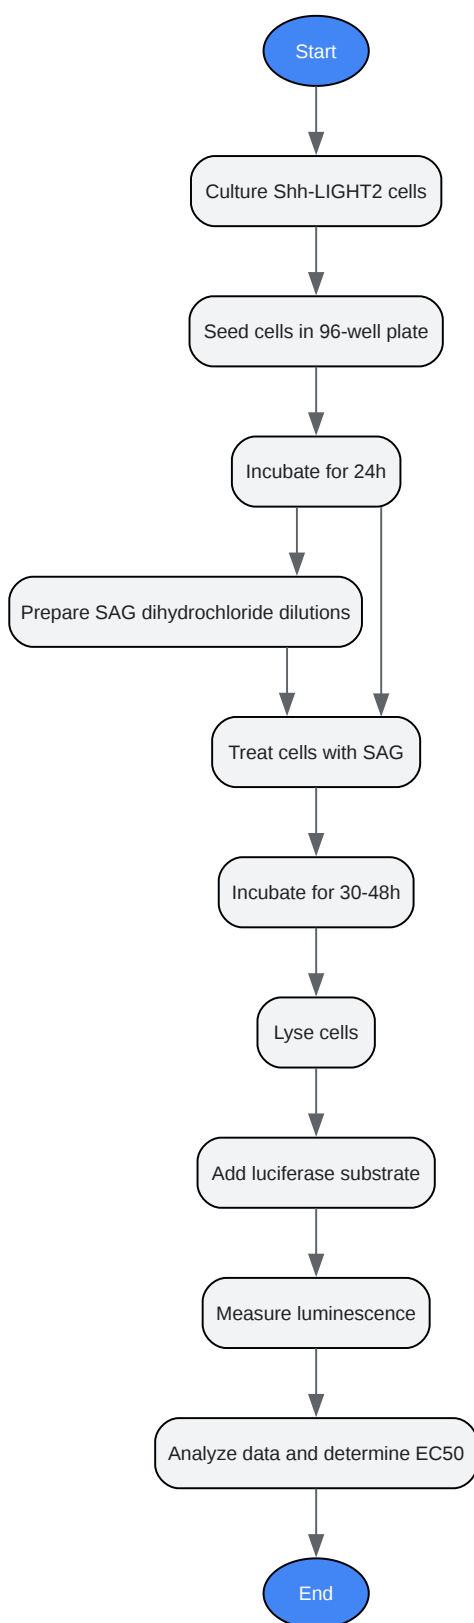 Start
Culture Shh-LIGHT2 cells
Seed cells in 96-well plate
Incubate for 24h
Prepare SAG dihydrochloride dilutions
Treat cells with SAG
Incubate for 30-48h
Lyse cells
Add luciferase substrate
Measure luminescence
Analyze data and determine EC50
End